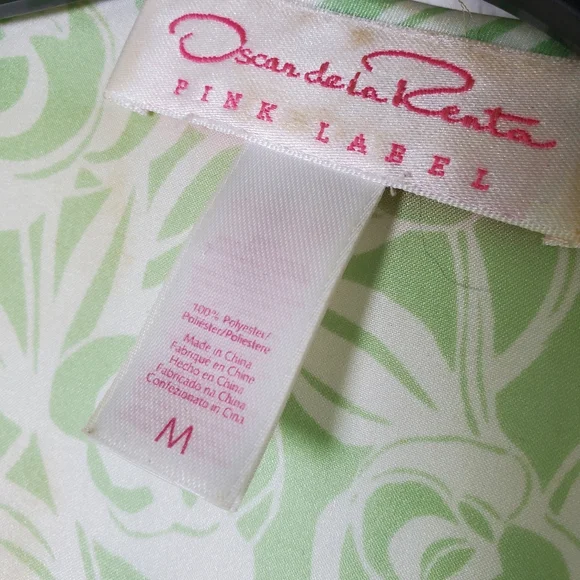 Oscar de la Renta
PINK LABEL
100% Polyester/
Poliéster/Poliestere
Made in China
Fabriqué en Chine
Hecho en China
Fabricado na China
Confezionato in Cina
M